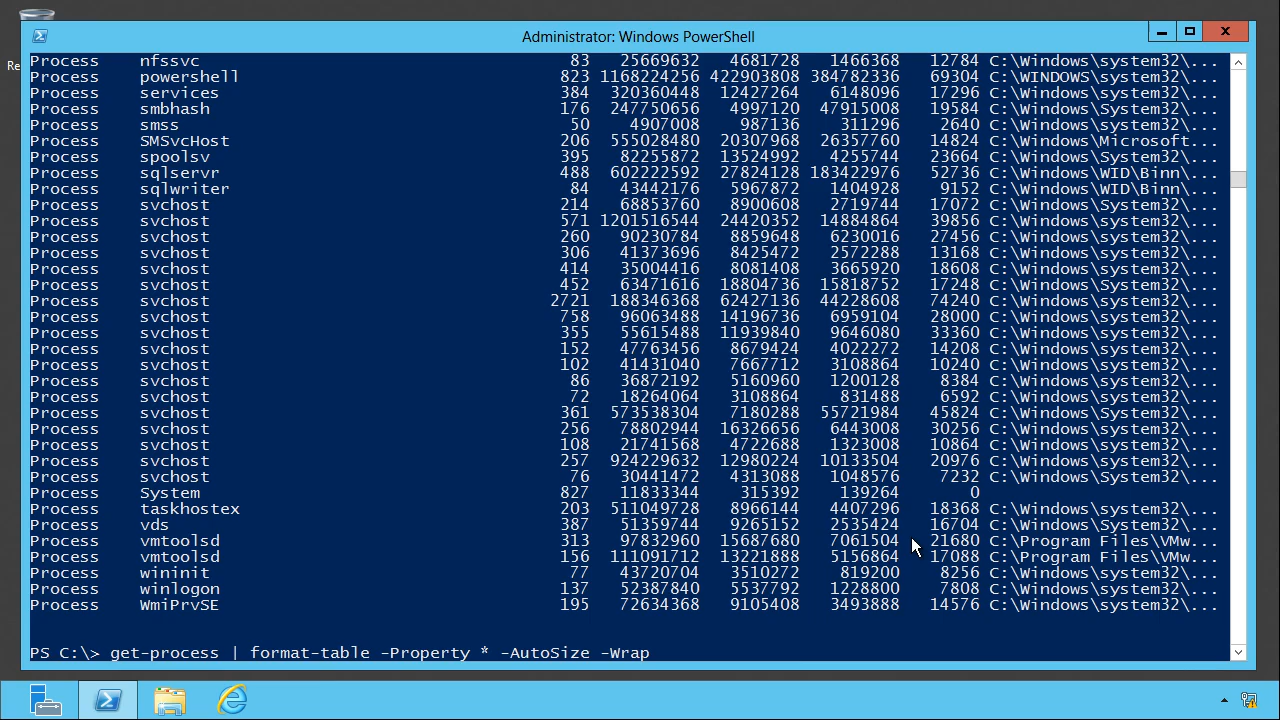 Administrator: Windows PowerShell
Re
Process nfssvc 83 25669632 4681728 1466368 12784 C:\Windows\system32\...
Process powershell 823 1168224256 422903808 384782336 69304 C:\WINDOWS\system32\...
Process services 384 320360448 12427264 6148096 17296 C:\Windows\system32\...
Process smbhash 176 247750656 4997120 47915008 19584 C:\Windows\System32\...
Process smss 50 4907008 987136 311296 2640 C:\Windows\system32\...
Process SMSvcHost 206 555028480 20307968 26357760 14824 C:\Windows\Microsoft...
Process spoolsv 395 82255872 13524992 4255744 23664 C:\Windows\System32\...
Process sqlservr 488 602222592 27824128 183422976 52736 C:\Windows\WID\Binn\...
Process sqlwriter 84 43442176 5967872 1404928 9152 C:\Windows\WID\Binn\...
Process svchost 214 68853760 8900608 2719744 17072 C:\Windows\System32\...
Process svchost 571 1201516544 24420352 14884864 39856 C:\Windows\system32\...
Process svchost 260 90230784 8859648 6230016 27456 C:\Windows\system32\...
Process svchost 306 41373696 8425472 2572288 13168 C:\Windows\system32\...
Process svchost 414 35004416 8081408 3665920 18608 C:\Windows\system32\...
Process svchost 452 63471616 18804736 15818752 17248 C:\Windows\System32\...
Process svchost 2721 188346368 62427136 44228608 74240 C:\Windows\system32\...
Process svchost 758 96063488 14196736 6959104 28000 C:\Windows\system32\...
Process svchost 355 55615488 11939840 9646080 33360 C:\Windows\system32\...
Process svchost 152 47763456 8679424 4022272 14208 C:\Windows\system32\...
Process svchost 102 41431040 7667712 3108864 10240 C:\Windows\system32\...
Process svchost 86 36872192 5160960 1200128 8384 C:\Windows\system32\...
Process svchost 72 18264064 3108864 831488 6592 C:\Windows\System32\...
Process svchost 361 573538304 7180288 55721984 45824 C:\Windows\System32\...
Process svchost 256 78802944 16326656 6443008 30256 C:\Windows\system32\...
Process svchost 108 21741568 4722688 1323008 10864 C:\Windows\system32\...
Process svchost 257 924229632 12980224 10133504 20976 C:\Windows\System32\...
Process svchost 76 30441472 4313088 1048576 7232 C:\Windows\System32\...
Process System 827 11833344 315392 139264 0
Process taskhostex 203 511049728 8966144 4407296 18368 C:\Windows\system32\...
Process vds 387 51359744 9265152 2535424 16704 C:\Windows\System32\...
Process vmtoolsd 313 97832960 15687680 7061504 21680 C:\Program Files\VMw...
Process vmtoolsd 156 111091712 13221888 5156864 17088 C:\Program Files\VMw...
Process wininit 77 43720704 3510272 819200 8256 C:\Windows\system32\...
Process winlogon 137 52387840 5537792 1228800 7808 C:\Windows\System32\...
Process WmiPrvSE 195 72634368 9105408 3493888 14576 C:\Windows\system32\...
PS C:\> get-process | format-table -Property * -AutoSize -Wrap